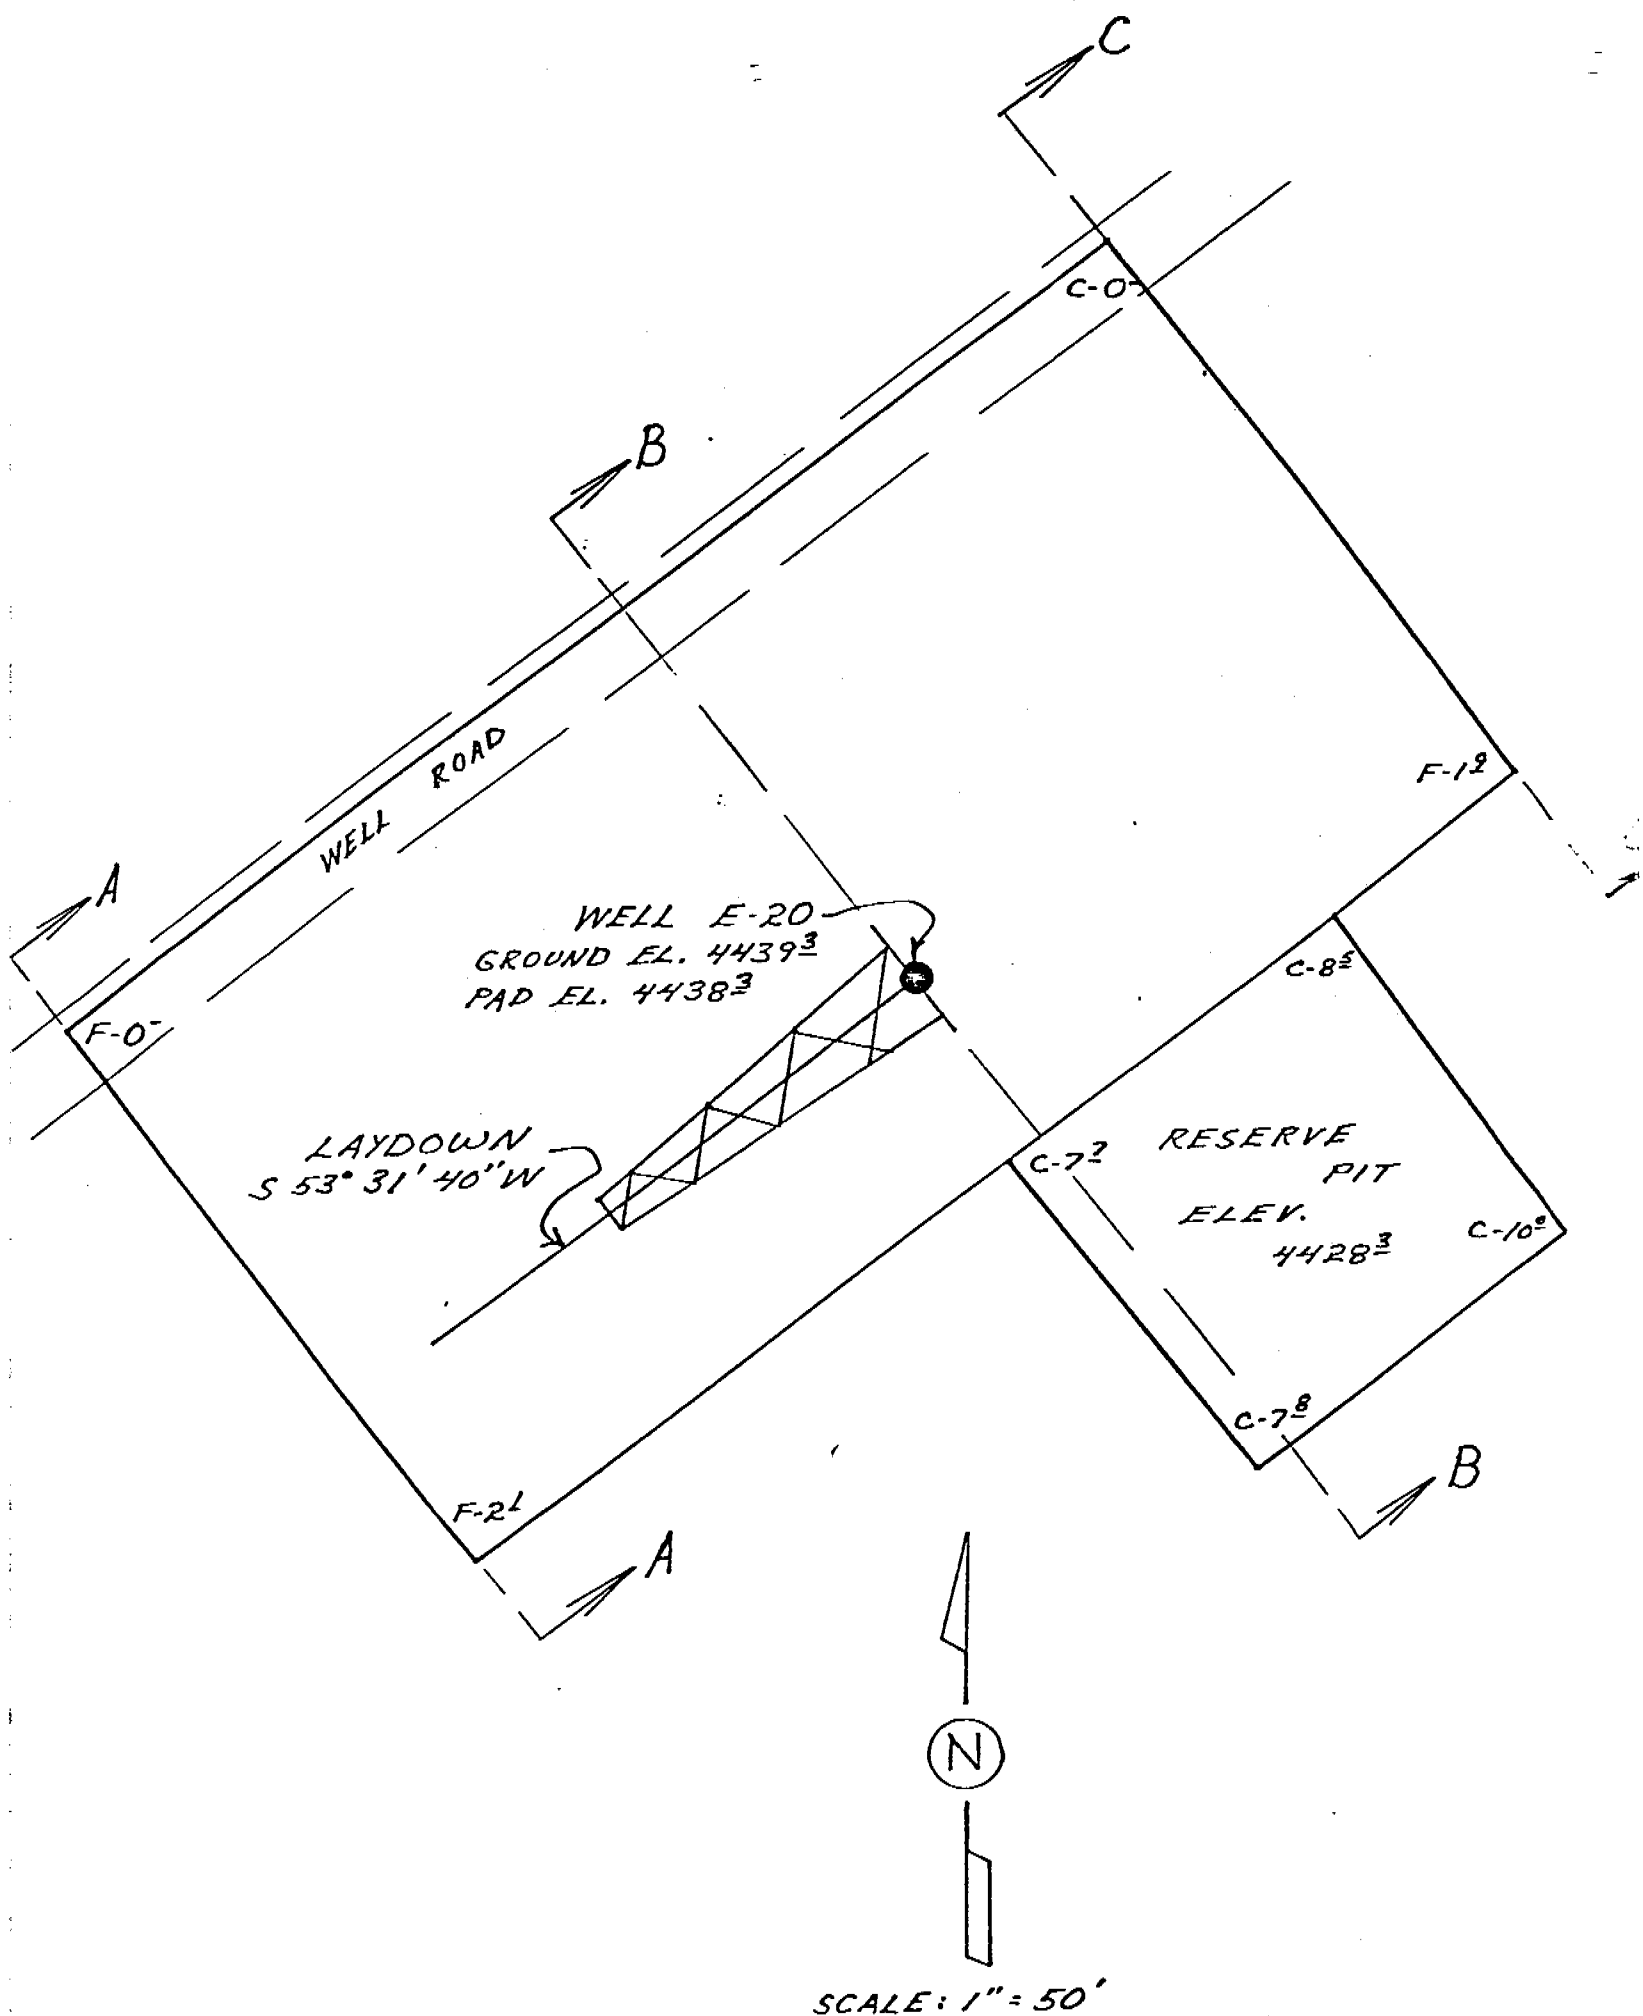 C
C-0-
B
WELL ROAD
F-1⁹
A
WELL E-20
GROUND EL. 4439³
PAD EL. 4438³
C-8⁵
F-0-
LAYDOWN
S 53° 31' 40" W
C-7⁷
RESERVE
PIT
ELEV.
4428³
C-10⁰
C-7⁸
B
F-2¹
A
N
SCALE: 1" = 50'